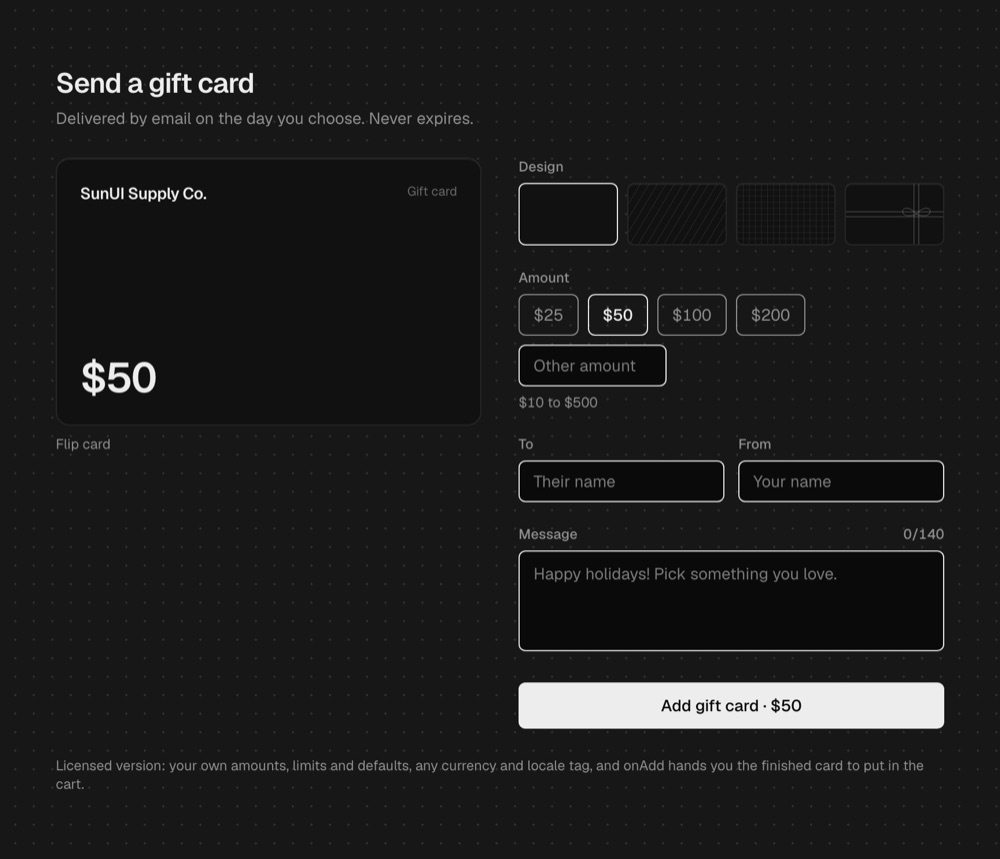 Send a gift card
Delivered by email on the day you choose. Never expires.
SunUI Supply Co.
Gift card
$50
Flip card
Design
Amount
$25
$50
$100
$200
Other amount
$10 to $500
To
From
Their name
Your name
Message
0/140
Happy holidays! Pick something you love.
Add gift card · $50
Licensed version: your own amounts, limits and defaults, any currency and locale tag, and onAdd hands you the finished card to put in the
cart.